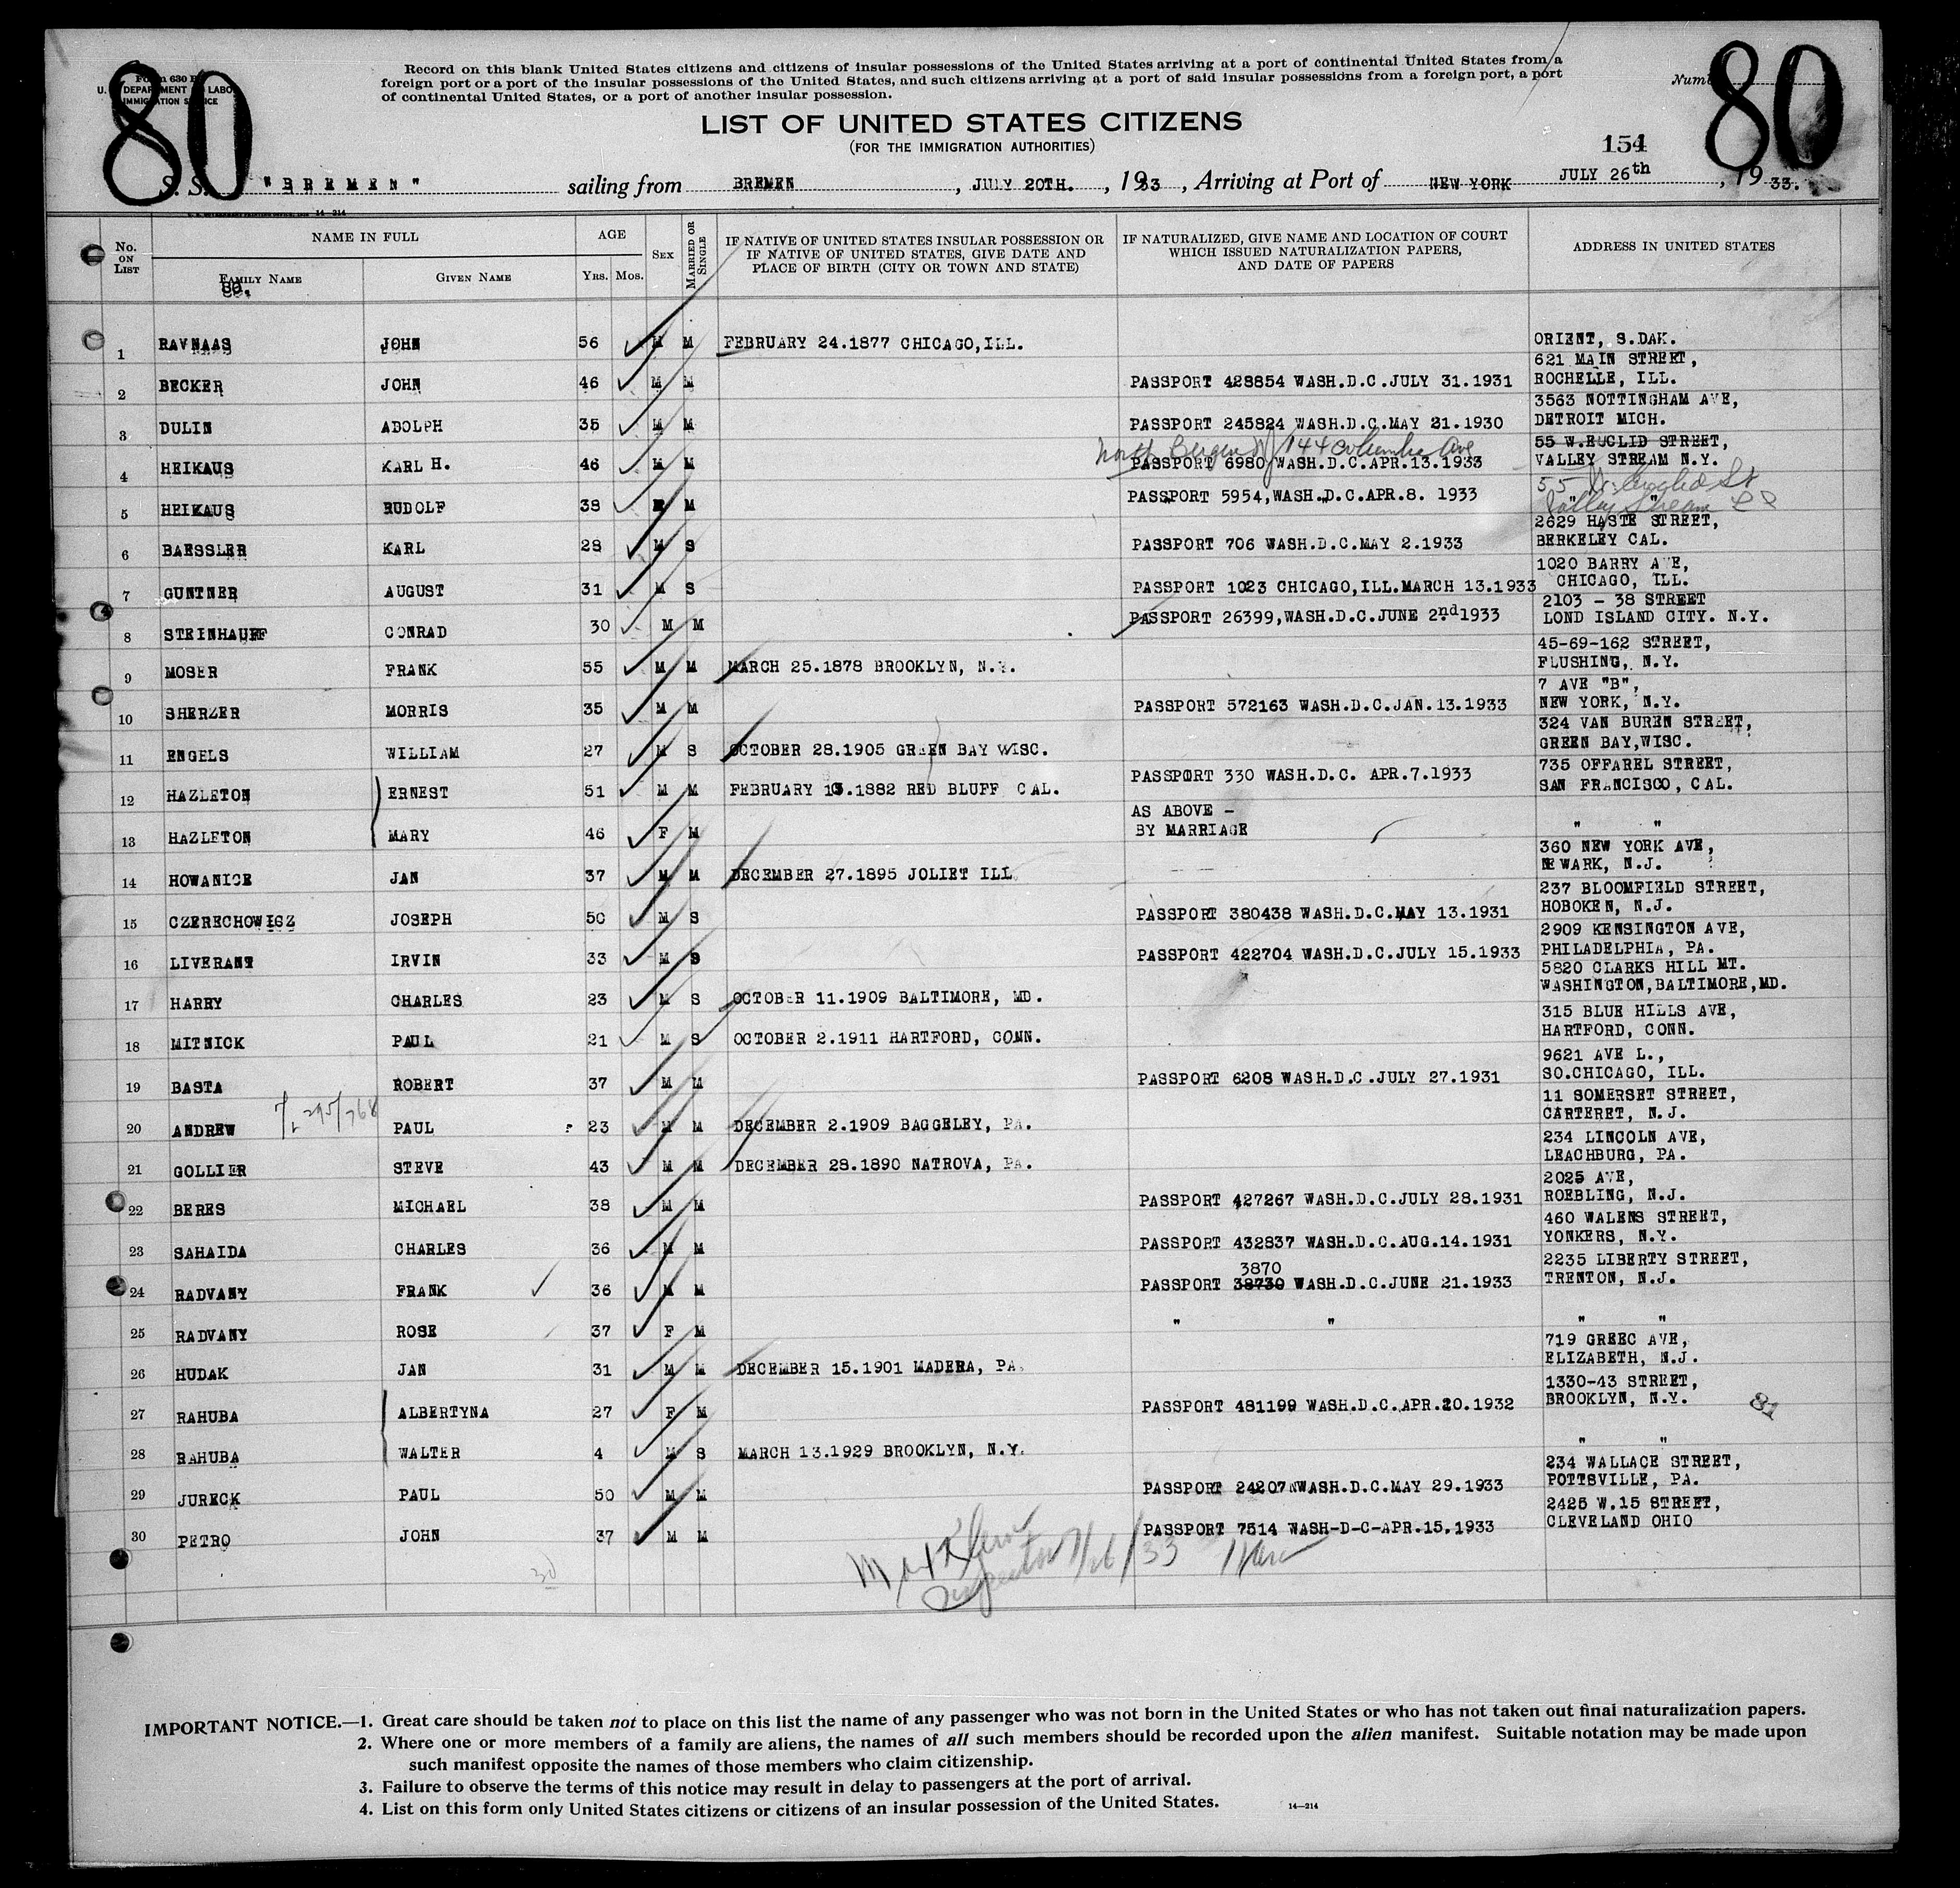 80
80
Form 630 B
U. S. DEPARTMENT OF LABOR
IMMIGRATION SERVICE
Record on this blank United States citizens and citizens of insular possessions of the United States arriving at a port of continental United States from a
foreign port or a port of the insular possessions of the United States, and such citizens arriving at a port of said insular possessions from a foreign port, a port
of continental United States, or a port of another insular possession.
LIST OF UNITED STATES CITIZENS
(FOR THE IMMIGRATION AUTHORITIES)
154
S. S. "BREMEN" sailing from BREMEN, JULY 20TH., 1933, Arriving at Port of NEW YORK JULY 26th, 1933.
No. ON LIST
NAME IN FULL
FAMILY NAME
GIVEN NAME
AGE
YRS. MOS.
SEX
MARRIED OR SINGLE
IF NATIVE OF UNITED STATES INSULAR POSSESSION OR
IF NATIVE OF UNITED STATES, GIVE DATE AND
PLACE OF BIRTH (CITY OR TOWN AND STATE)
IF NATURALIZED, GIVE NAME AND LOCATION OF COURT
WHICH ISSUED NATURALIZATION PAPERS,
AND DATE OF PAPERS
ADDRESS IN UNITED STATES
80.
1 RAVNAAS JOHN 56 M M FEBRUARY 24.1877 CHICAGO,ILL. ORIENT, S.DAK.
621 MAIN STREET,
2 BECKER JOHN 46 M M PASSPORT 428854 WASH.D.C.JULY 31.1931 ROCHELLE, ILL.
3563 NOTTINGHAM AVE,
3 DULIN ADOLPH 35 M M PASSPORT 245824 WASH.D.C.MAY 21.1930 DETROIT MICH.
North Bergen NJ 144 Columbia Ave
55 W.EUCLID STREET,
4 HEIKAUS KARL H. 46 M M PASSPORT 6980 WASH.D.C.APR.13.1933 VALLEY STREAM N.Y.
55 W. Euclid St
5 HEIKAUS RUDOLF 38 M M PASSPORT 5954,WASH.D.C.APR.8. 1933 " "
Valley Stream
2629 HASTE STREET,
6 BAESSLER KARL 28 M S PASSPORT 706 WASH.D.C.MAY 2.1933 BERKELEY CAL.
1020 BARRY AVE,
7 GUNTNER AUGUST 31 M S PASSPORT 1023 CHICAGO,ILL.MARCH 13.1933 CHICAGO, ILL.
2103 - 38 STREET
8 STEINHAUFF CONRAD 30 M M PASSPORT 26399,WASH.D.C.JUNE 2nd 1933 LOND ISLAND CITY. N.Y.
45-69-162 STREET,
9 MOSER FRANK 55 M M MARCH 25.1878 BROOKLYN, N.Y. FLUSHING, N.Y.
7 AVE "B",
10 SHERZER MORRIS 35 M M PASSPORT 572163 WASH.D.C.JAN.13.1933 NEW YORK, N.Y.
324 VAN BUREN STREET,
11 ENGELS WILLIAM 27 M S OCTOBER 28.1905 GREEN BAY WISC. GREEN BAY,WISC.
735 OFFAREL STREET,
12 HAZLETON ERNEST 51 M M FEBRUARY 13.1882 RED BLUFF CAL. PASSPORT 330 WASH.D.C. APR.7.1933 SAN FRANCISCO, CAL.
AS ABOVE -
13 HAZLETON MARY 46 F M BY MARRIAGE " "
360 NEW YORK AVE,
14 HOWANICE JAN 37 M M DECEMBER 27.1895 JOLIET ILL NEWARK, N.J.
237 BLOOMFIELD STREET,
15 CZERECHOWICZ JOSEPH 50 M S PASSPORT 380438 WASH.D.C.MAY 13.1931 HOBOKEN, N.J.
2909 KENSINGTON AVE,
16 LIVERANT IRVIN 33 M S PASSPORT 422704 WASH.D.C.JULY 15.1933 PHILADELPHIA, PA.
5820 CLARKS HILL MT.
17 HARRY CHARLES 23 M S OCTOBER 11.1909 BALTIMORE, MD. WASHINGTON,BALTIMORE,MD.
315 BLUE HILLS AVE,
18 MITNICK PAUL 21 M S OCTOBER 2.1911 HARTFORD, CONN. HARTFORD, CONN.
9621 AVE L.,
19 BASTA ROBERT 37 M M PASSPORT 6208 WASH.D.C.JULY 27.1931 SO.CHICAGO, ILL.
11 SOMERSET STREET,
20 ANDREW PAUL 23 M M DECEMBER 2.1909 BAGGELEY, PA. CARTERET, N.J.
234 LINCOLN AVE,
21 GOLLIER STEVE 43 M M DECEMBER 28.1890 NATROVA, PA. LEACHBURG, PA.
2025 AVE,
22 BERES MICHAEL 38 M M PASSPORT 427267 WASH.D.C.JULY 28.1931 ROEBLING, N.J.
460 WALENS STREET,
23 SAHAIDA CHARLES 36 M M PASSPORT 432837 WASH.D.C.AUG.14.1931 YONKERS, N.Y.
3870 2235 LIBERTY STREET,
24 RADVANY FRANK 36 M M PASSPORT 38730 WASH.D.C.JUNE 21.1933 TRENTON, N.J.
25 RADVANY ROSE 37 F M " " " "
719 GREEC AVE,
26 HUDAK JAN 31 M M DECEMBER 15.1901 MADERA, PA. ELIZABETH, N.J.
1330-43 STREET,
27 RAHUBA ALBERTYNA 27 F M PASSPORT 481199 WASH.D.C.APR.20.1932 BROOKLYN, N.Y.
81
28 RAHUBA WALTER 4 M S MARCH 13.1929 BROOKLYN, N.Y. " "
234 WALLACE STREET,
29 JURECK PAUL 50 M M PASSPORT 24207 WASH.D.C.MAY 29.1933 POTTSVILLE, PA.
2425 W.15 STREET,
30 PETRO JOHN 37 M M PASSPORT 7514 WASH-D-C-APR.15.1933 CLEVELAND OHIO
30
Inspector 7/26/33
IMPORTANT NOTICE.—1. Great care should be taken not to place on this list the name of any passenger who was not born in the United States or who has not taken out final naturalization papers.
2. Where one or more members of a family are aliens, the names of all such members should be recorded upon the alien manifest. Suitable notation may be made upon
such manifest opposite the names of those members who claim citizenship.
3. Failure to observe the terms of this notice may result in delay to passengers at the port of arrival.
4. List on this form only United States citizens or citizens of an insular possession of the United States.
14—214